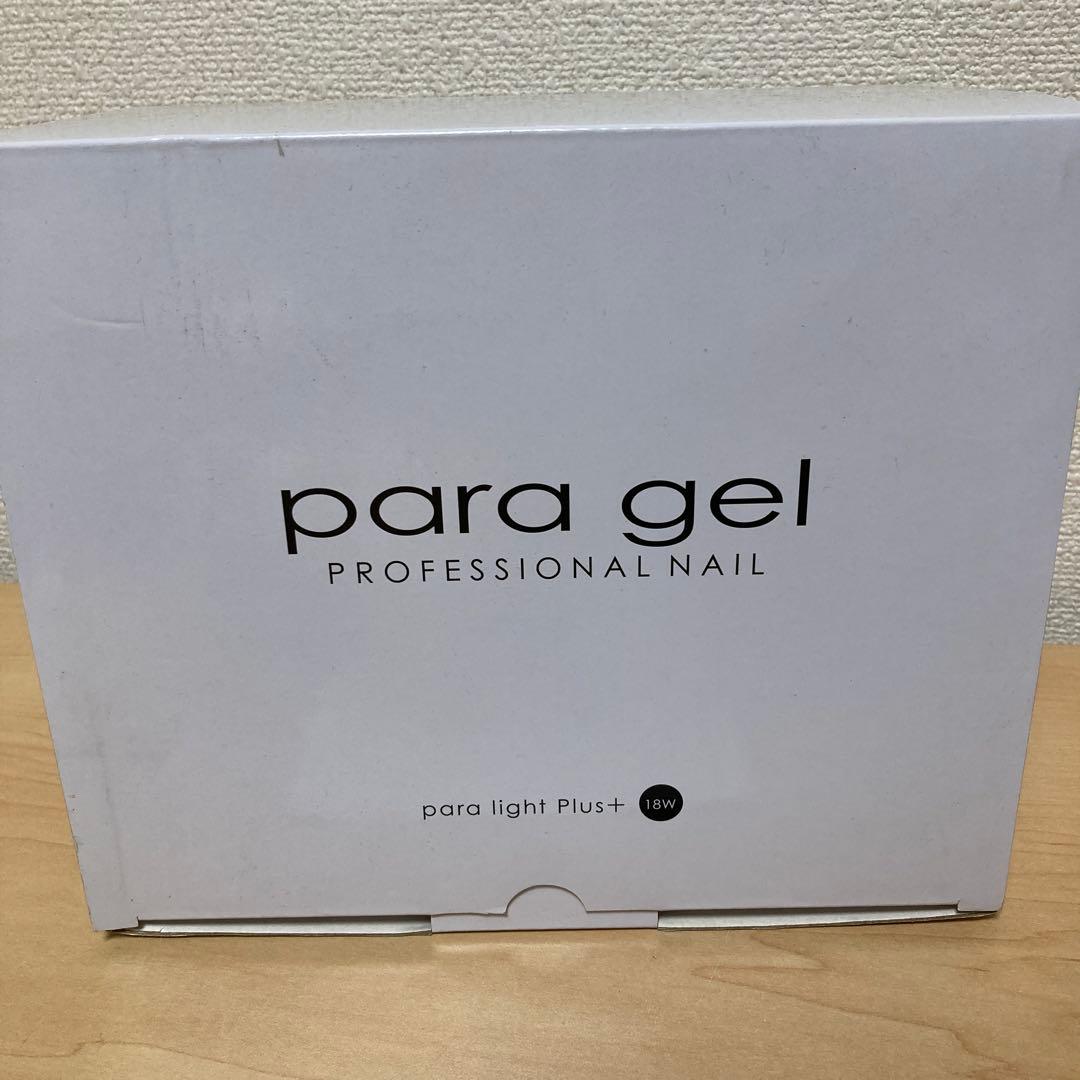 para gel
PROFESSIONAL NAIL
para light Plus+ 18W